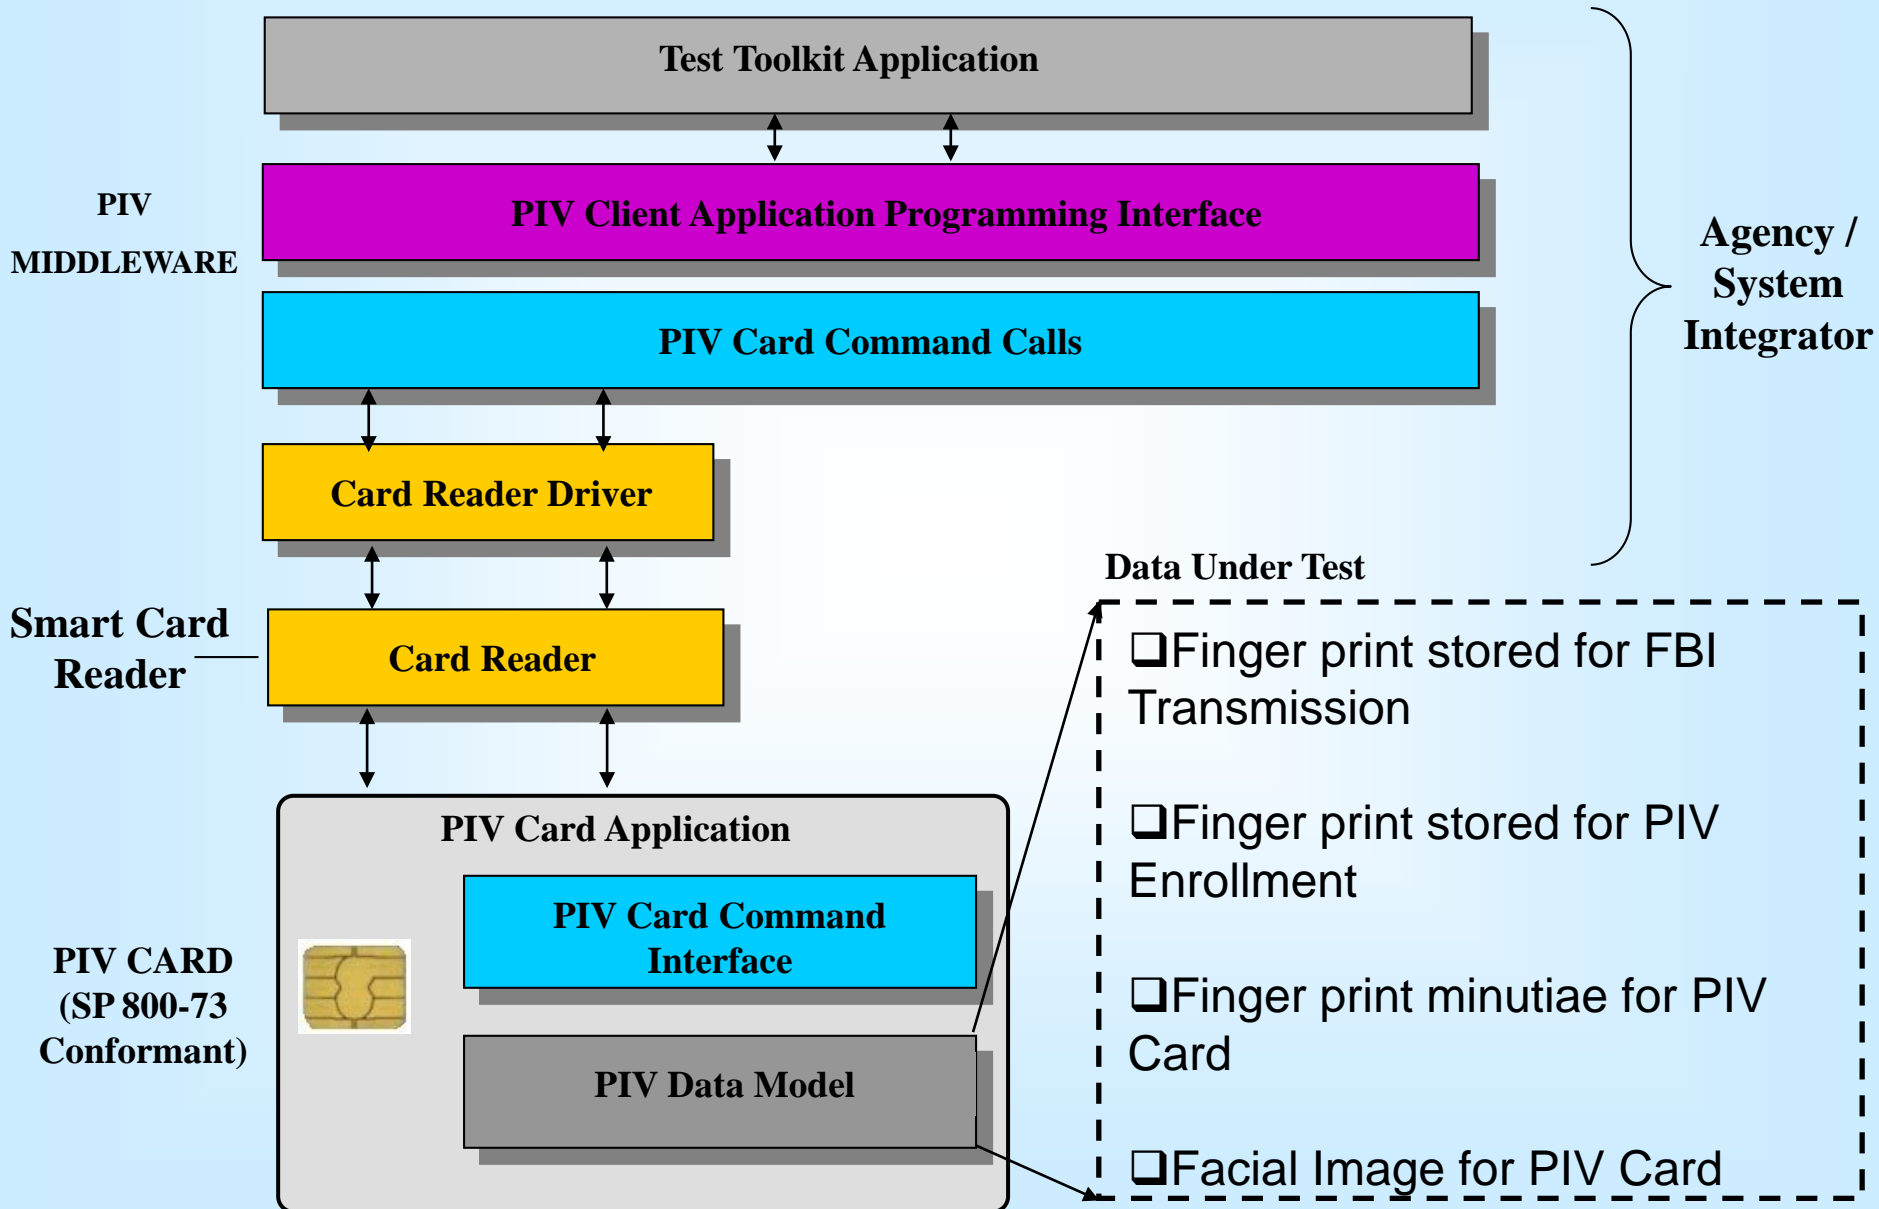 Test Toolkit Application
PIV
MIDDLEWARE
PIV Client Application Programming Interface
PIV Card Command Calls
Agency /
System
Integrator
Card Reader Driver
Smart Card
Reader
Card Reader
PIV CARD
(SP 800-73
Conformant)
PIV Card Application
PIV Card Command
Interface
PIV Data Model
Data Under Test
❑Finger print stored for FBI
Transmission
❑Finger print stored for PIV
Enrollment
❑Finger print minutiae for PIV
Card
❑Facial Image for PIV Card